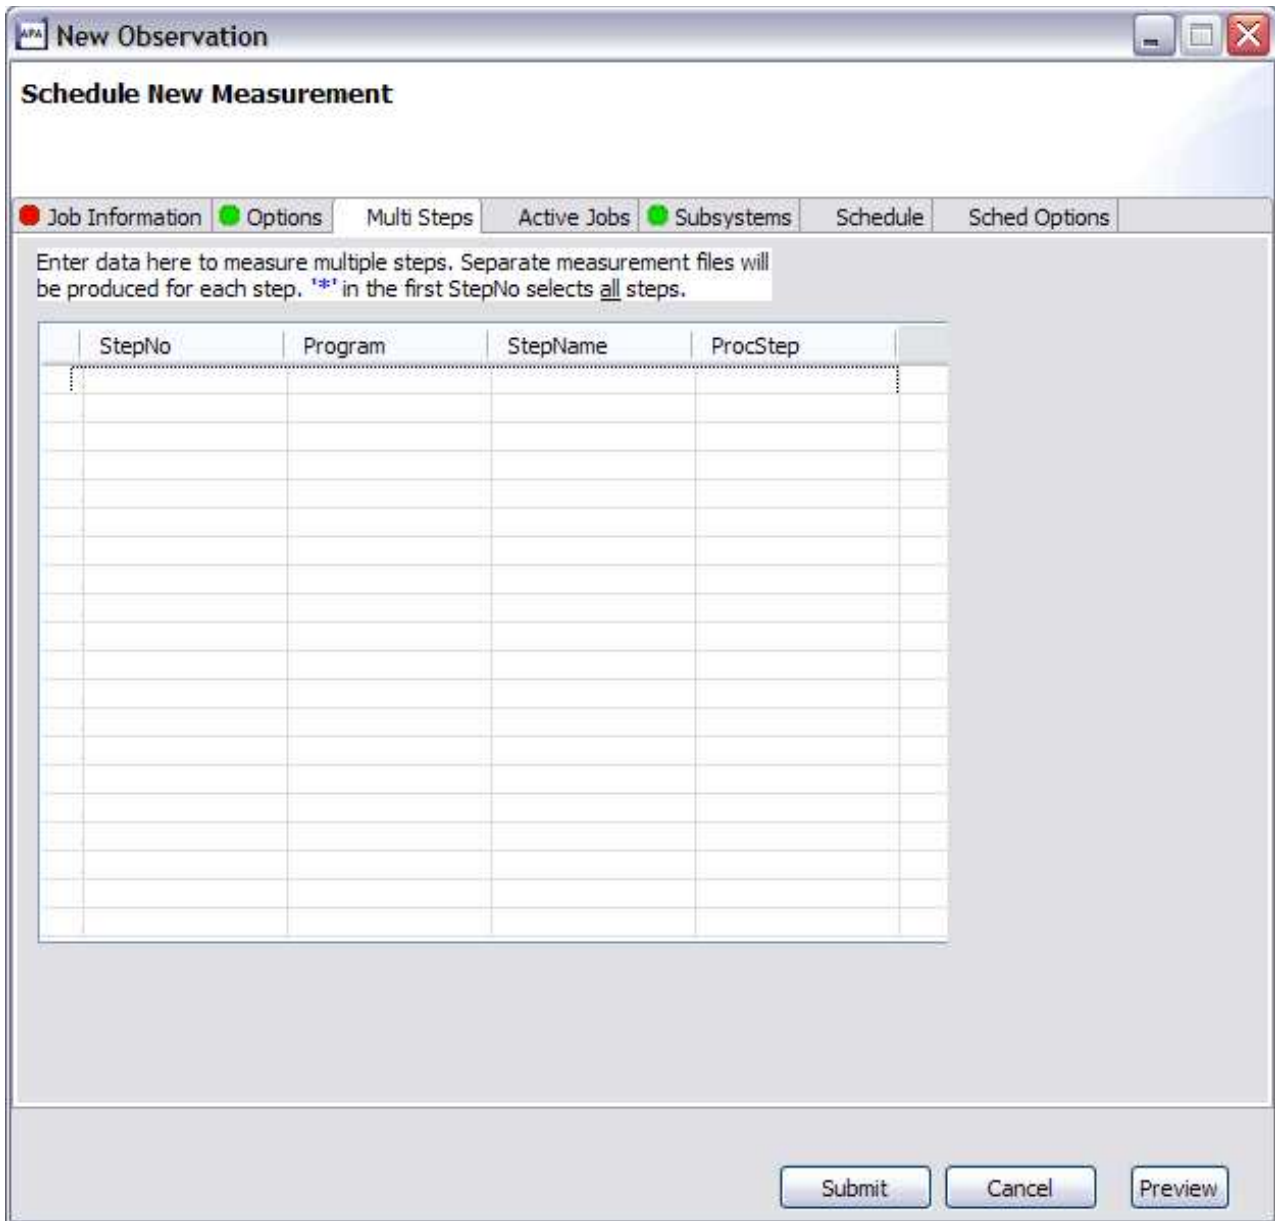 APA New Observation
Schedule New Measurement
Job Information Options Multi Steps Active Jobs Subsystems Schedule Sched Options
Enter data here to measure multiple steps. Separate measurement files will
be produced for each step. '*' in the first StepNo selects all steps.
StepNo Program StepName ProcStep
Submit Cancel Preview